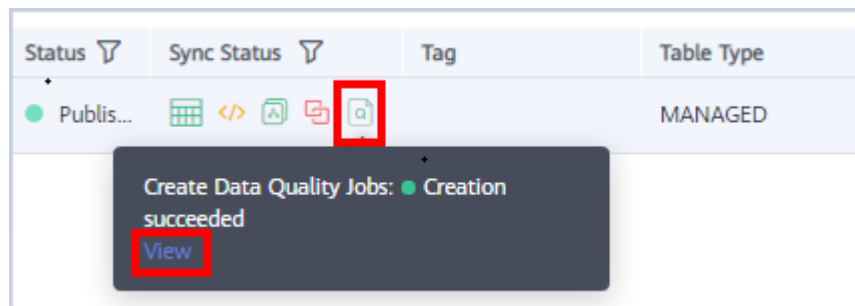 Status Sync Status Tag Table Type
Publis... </> MANAGED
Create Data Quality Jobs: Creation
succeeded
View